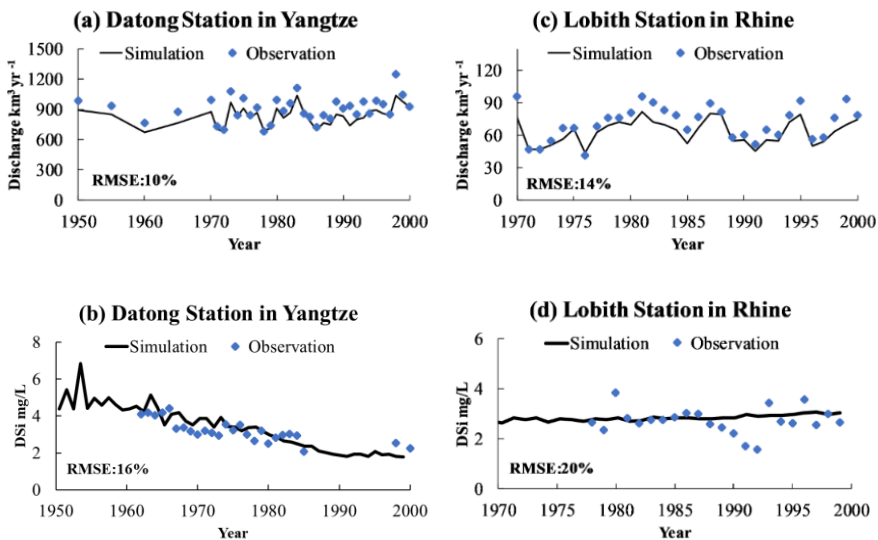 (a) Datong Station in Yangtze
Discharge km³ yr⁻¹
1500
1200
900
600
300
0
Simulation
Observation
RMSE:10%
1950 1960 1970 1980 1990 2000
Year
(c) Lobith Station in Rhine
Discharge km³ yr⁻¹
120
90
60
30
0
Simulation
Observation
RMSE:14%
1970 1975 1980 1985 1990 1995 2000
Year
(b) Datong Station in Yangtze
DSi mg/L
8
6
4
2
0
Simulation
Observation
RMSE:16%
1950 1960 1970 1980 1990 2000
Year
(d) Lobith Station in Rhine
DSi mg/L
6
4
2
0
Simulation
Observation
RMSE:20%
1970 1975 1980 1985 1990 1995 2000
Year